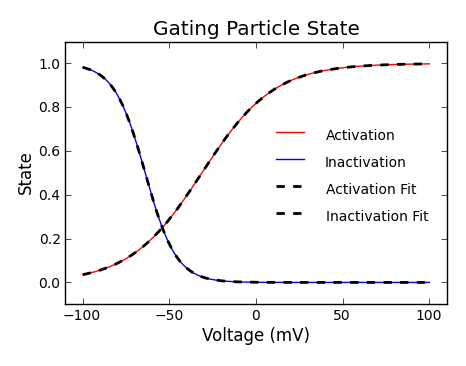 Gating Particle State
State
1.0
0.8
0.6
0.4
0.2
0.0
Activation
Inactivation
Activation Fit
Inactivation Fit
−100
−50
0
50
100
Voltage (mV)